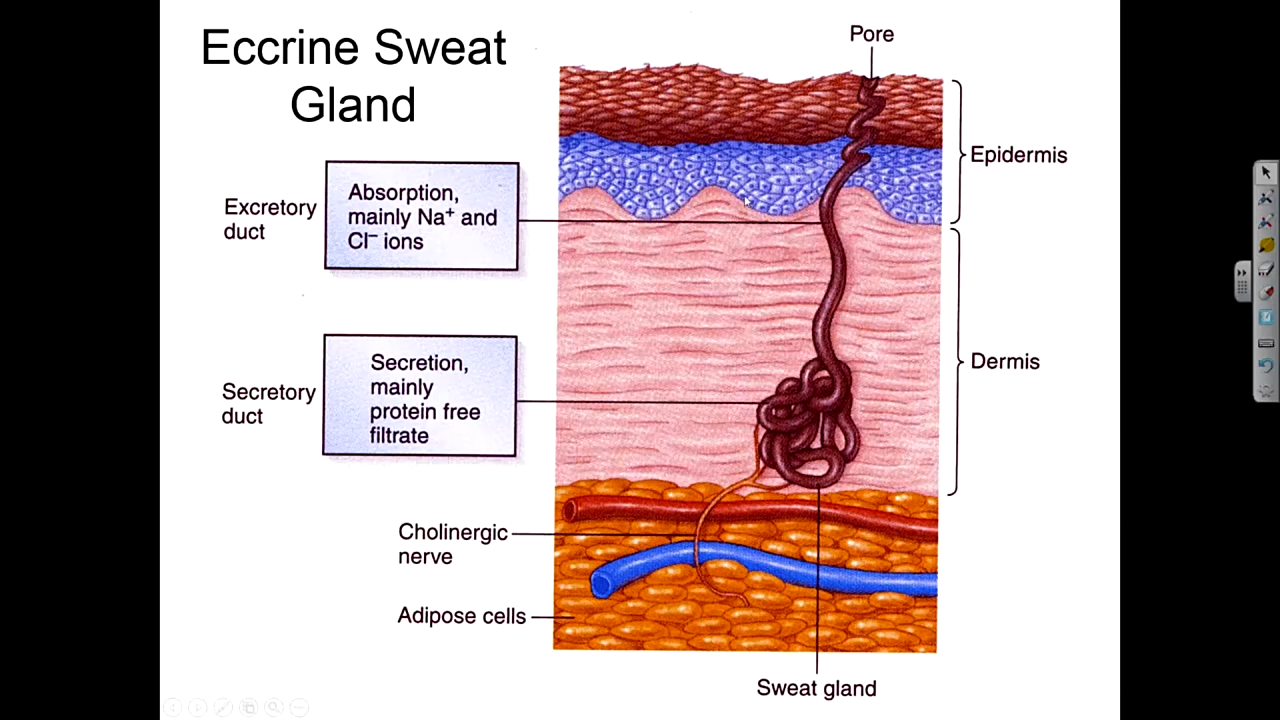 Eccrine Sweat
Gland
Pore
Epidermis
Excretory
duct
Absorption,
mainly Na⁺ and
Cl⁻ ions
Dermis
Secretory
duct
Secretion,
mainly
protein free
filtrate
Cholinergic
nerve
Adipose cells
Sweat gland